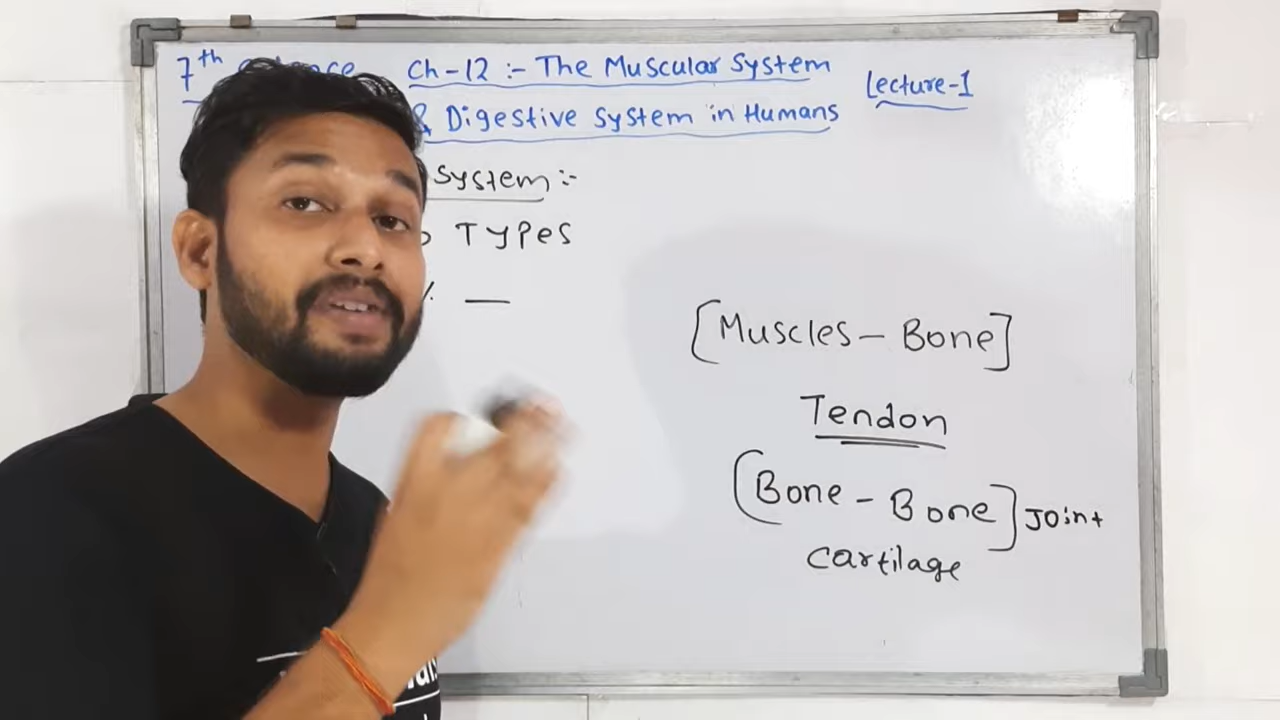 7th Ch-12 :- The Muscular System
& Digestive System in Humans
Lecture-1
System :-
TYPES
[Muscles - Bone]
Tendon
(Bone - Bone] Joint
Cartilage